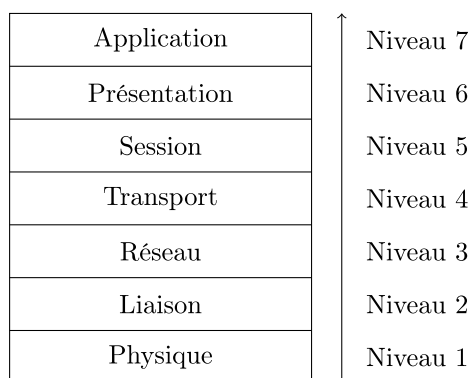 Application Niveau 7
Présentation Niveau 6
Session Niveau 5
Transport Niveau 4
Réseau Niveau 3
Liaison Niveau 2
Physique Niveau 1